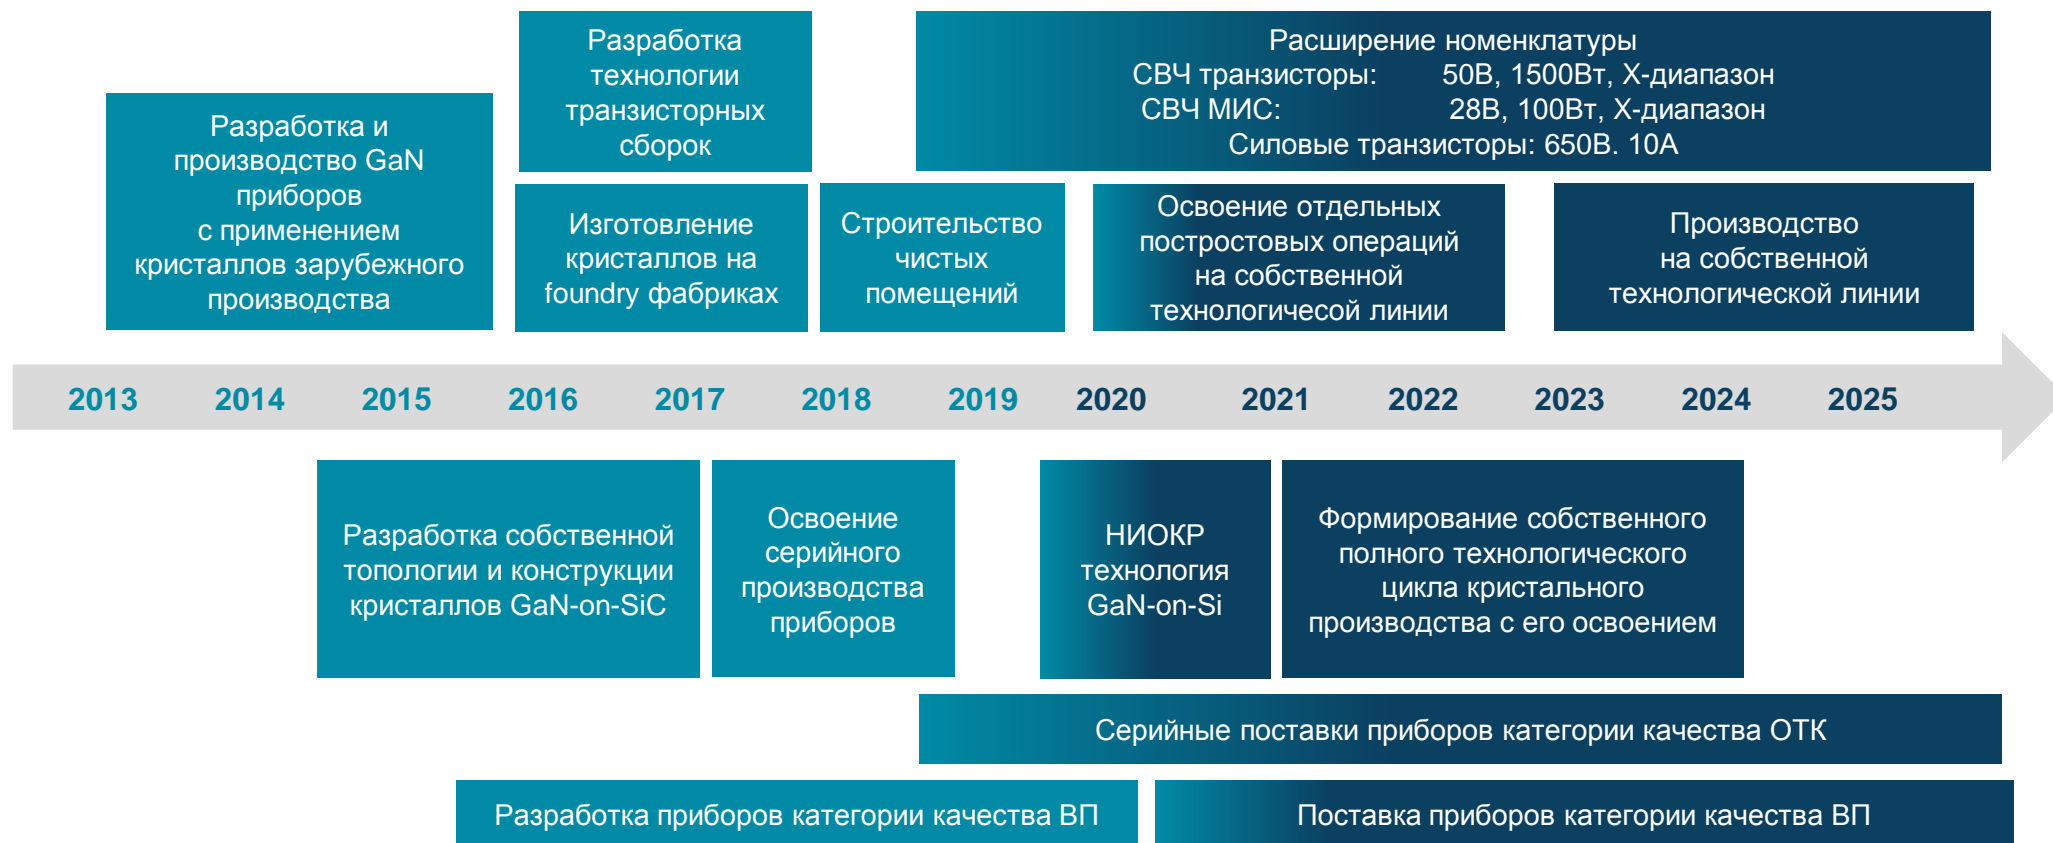 Разработка
технологии
транзисторных
сборок
Расширение номенклатуры
СВЧ транзисторы: 50В, 1500Вт, Х-диапазон
СВЧ МИС: 28В, 100Вт, Х-диапазон
Силовые транзисторы: 650В. 10А
Разработка и
производство GaN
приборов
с применением
кристаллов зарубежного
производства
Изготовление
кристаллов на
foundry фабриках
Строительство
чистых
помещений
Освоение отдельных
постростовых операций
на собственной
технологичесой линии
Производство
на собственной
технологической линии
2013 2014 2015 2016 2017 2018 2019 2020 2021 2022 2023 2024 2025
Разработка собственной
топологии и конструкции
кристаллов GaN-on-SiC
Освоение
серийного
производства
приборов
НИОКР
технология
GaN-on-Si
Формирование собственного
полного технологического
цикла кристального
производства с его освоением
Серийные поставки приборов категории качества ОТК
Разработка приборов категории качества ВП
Поставка приборов категории качества ВП